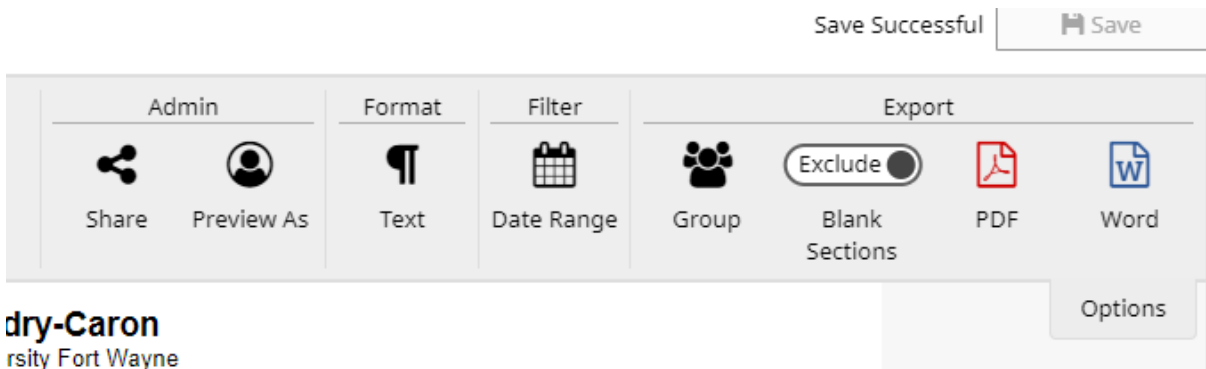 Save Successful Save
Admin Format Filter Export
Exclude
Share Preview As Text Date Range Group Blank PDF Word
Sections
Options
dry-Caron
rsity Fort Wayne